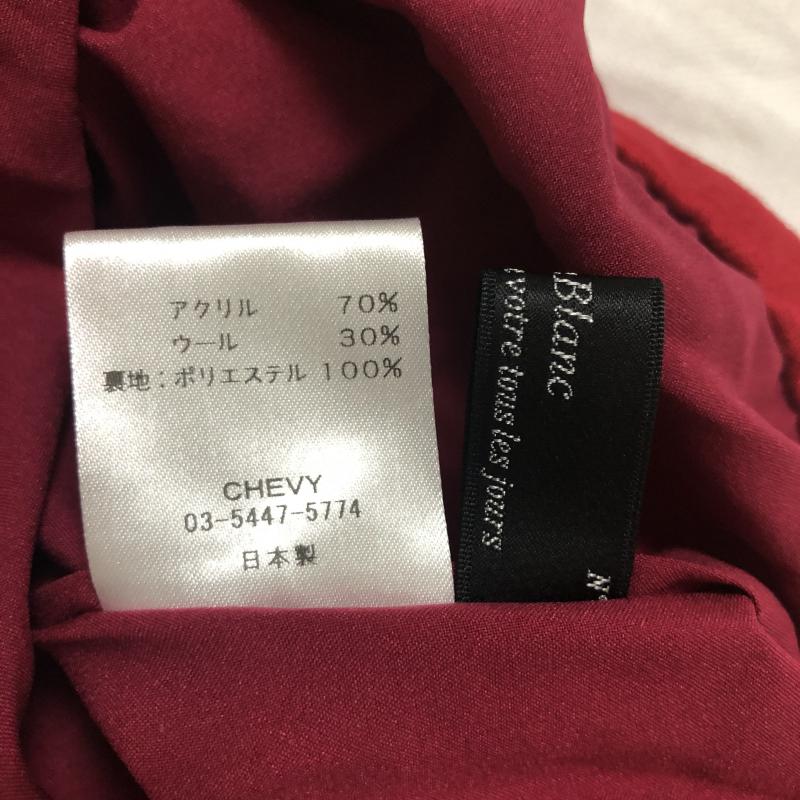 アクリル 70%
ウール 30%
裏地:ポリエステル 100%
CHEVY
03-5447-5774
日本製
Blanc
votre tous les jours